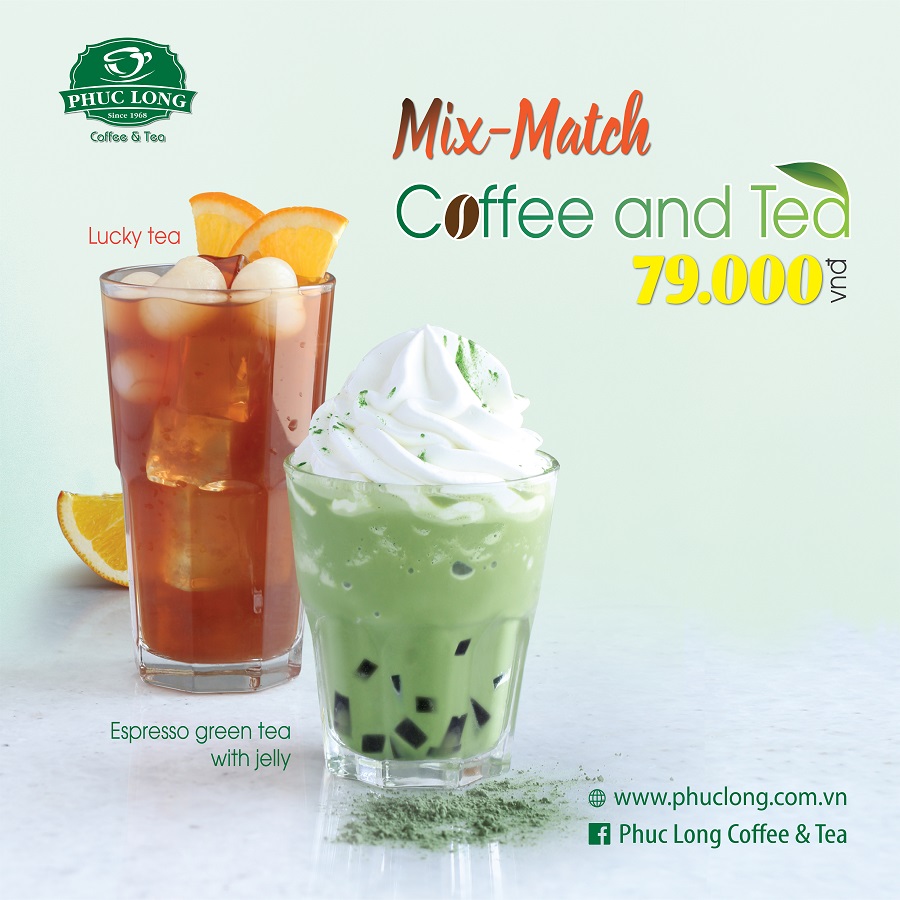 PHUC LONG
Since 1968
Coffee & Tea
Mix-Match
Coffee and Tea
79.000 vnđ
Lucky tea
Espresso green tea
with jelly
www.phuclong.com.vn
Phuc Long Coffee & Tea